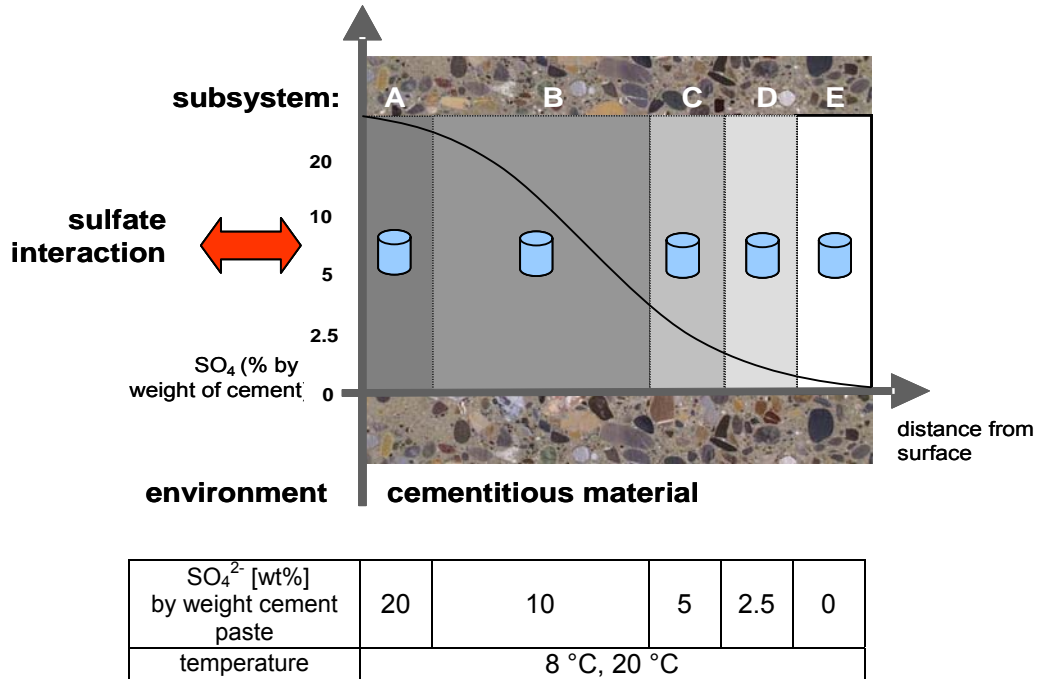 subsystem: A B C D E
20
sulfate
interaction
10
5
2.5
SO₄ (% by
weight of cement)
0
distance from
surface
environment cementitious material
SO₄²⁻ [wt%]
by weight cement
paste
20 10 5 2.5 0
temperature 8 °C, 20 °C